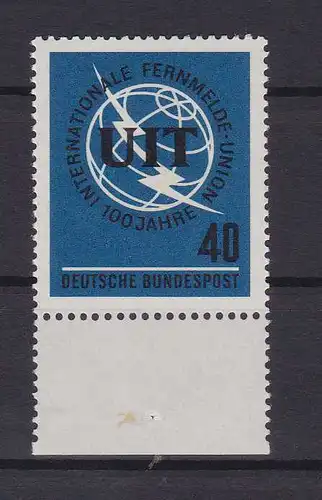 INTERNATIONALE FERNMELDE-UNION
100 JAHRE
UIT
40
DEUTSCHE BUNDESPOST